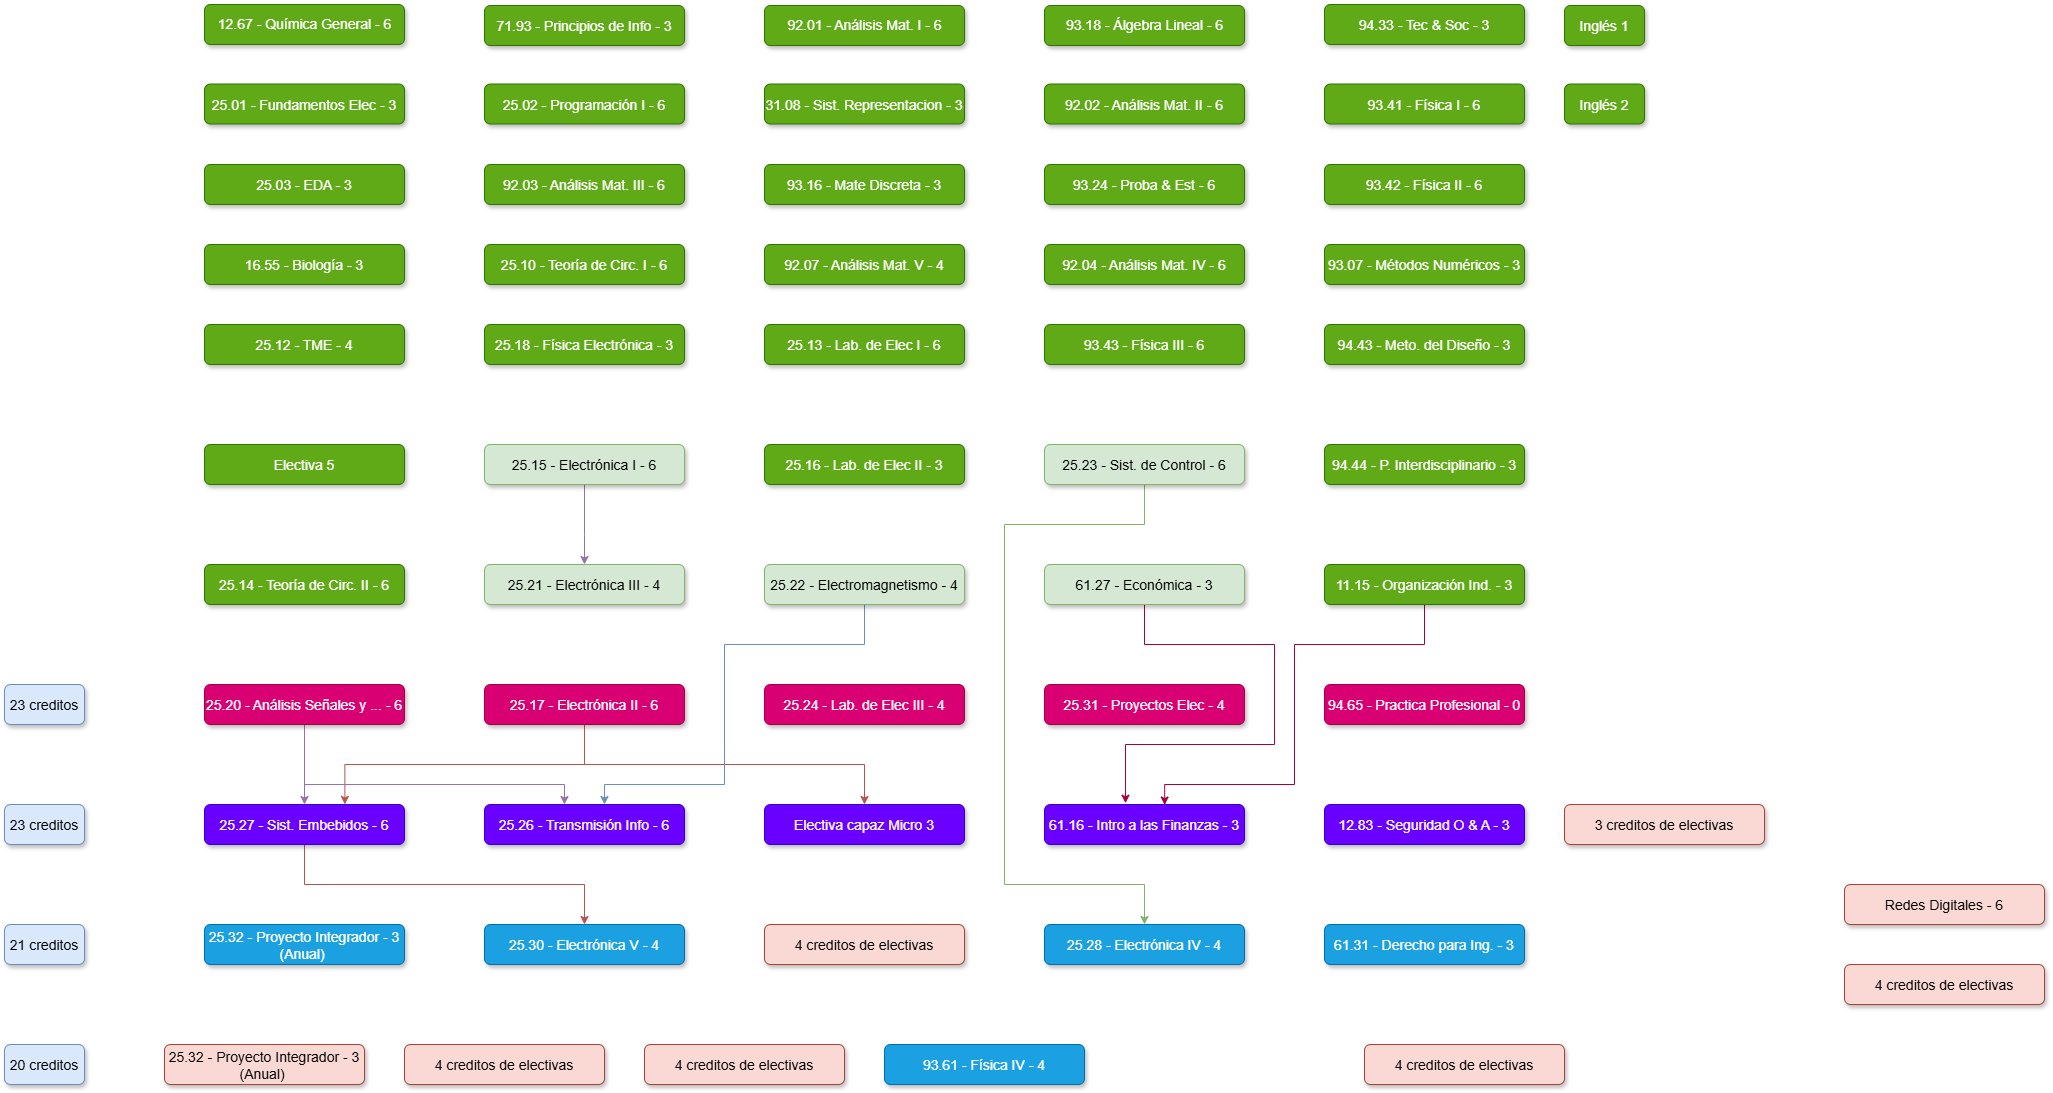 12.67 - Química General - 6
71.93 - Principios de Info - 3
92.01 - Análisis Mat. I - 6
93.18 - Álgebra Lineal - 6
94.33 - Tec & Soc - 3
Inglés 1
25.01 - Fundamentos Elec - 3
25.02 - Programación I - 6
31.08 - Sist. Representacion - 3
92.02 - Análisis Mat. II - 6
93.41 - Física I - 6
Inglés 2
25.03 - EDA - 3
92.03 - Análisis Mat. III - 6
93.16 - Mate Discreta - 3
93.24 - Proba & Est - 6
93.42 - Física II - 6
16.55 - Biología - 3
25.10 - Teoría de Circ. I - 6
92.07 - Análisis Mat. V - 4
92.04 - Análisis Mat. IV - 6
93.07 - Métodos Numéricos - 3
25.12 - TME - 4
25.18 - Física Electrónica - 3
25.13 - Lab. de Elec I - 6
93.43 - Física III - 6
94.43 - Meto. del Diseño - 3
Electiva 5
25.15 - Electrónica I - 6
25.16 - Lab. de Elec II - 3
25.23 - Sist. de Control - 6
94.44 - P. Interdisciplinario - 3
25.14 - Teoría de Circ. II - 6
25.21 - Electrónica III - 4
25.22 - Electromagnetismo - 4
61.27 - Económica - 3
11.15 - Organización Ind. - 3
23 creditos
25.20 - Análisis Señales y ... - 6
25.17 - Electrónica II - 6
25.24 - Lab. de Elec III - 4
25.31 - Proyectos Elec - 4
94.65 - Practica Profesional - 0
23 creditos
25.27 - Sist. Embebidos - 6
25.26 - Transmisión Info - 6
Electiva capaz Micro 3
61.16 - Intro a las Finanzas - 3
12.83 - Seguridad O & A - 3
3 creditos de electivas
Redes Digitales - 6
21 creditos
25.32 - Proyecto Integrador - 3
(Anual)
25.30 - Electrónica V - 4
4 creditos de electivas
25.28 - Electrónica IV - 4
61.31 - Derecho para Ing. - 3
4 creditos de electivas
20 creditos
25.32 - Proyecto Integrador - 3
(Anual)
4 creditos de electivas
4 creditos de electivas
93.61 - Física IV - 4
4 creditos de electivas